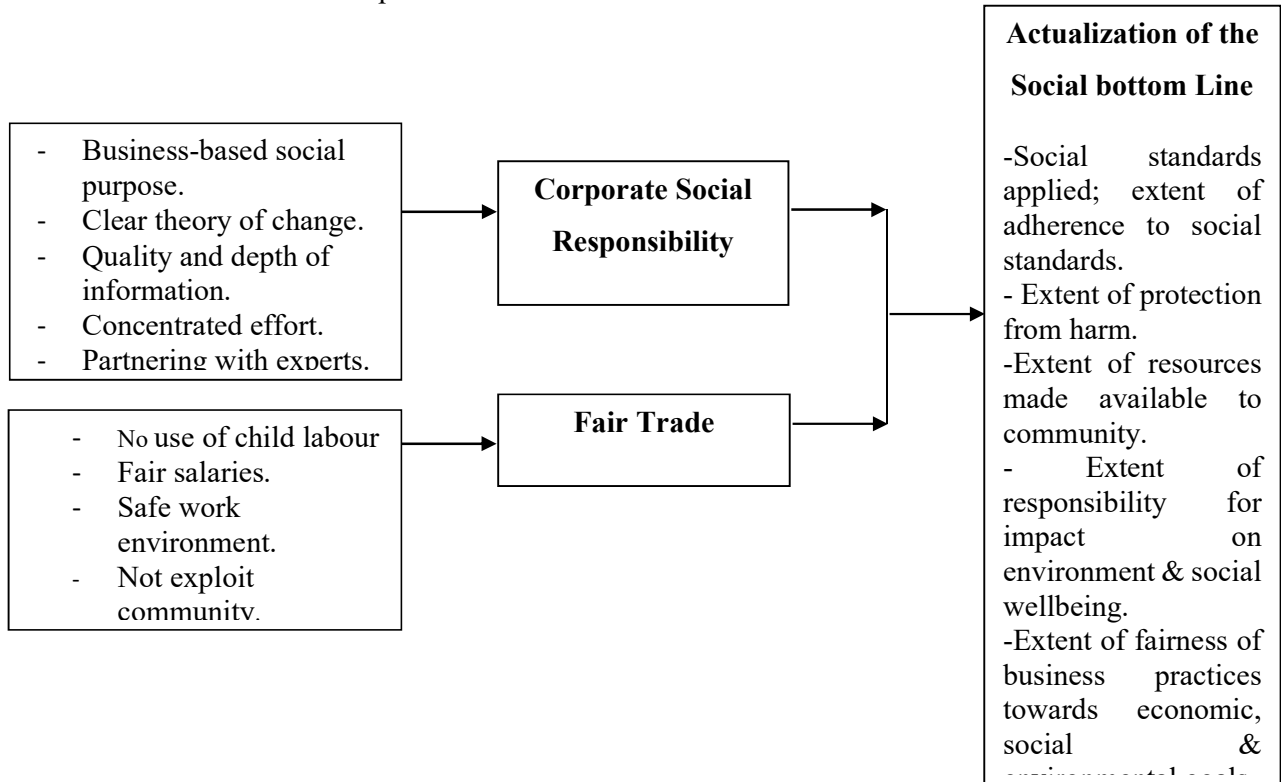 - Business-based social
purpose.
- Clear theory of change.
- Quality and depth of
information.
- Concentrated effort.
- Partnering with experts.
- No use of child labour
- Fair salaries.
- Safe work
environment.
- Not exploit
community.
Corporate Social
Responsibility
Fair Trade
Actualization of the
Social bottom Line
-Social standards
applied; extent of
adherence to social
standards.
- Extent of protection
from harm.
-Extent of resources
made available to
community.
- Extent of
responsibility for
impact on
environment & social
wellbeing.
-Extent of fairness of
business practices
towards economic,
social &
environmental goals